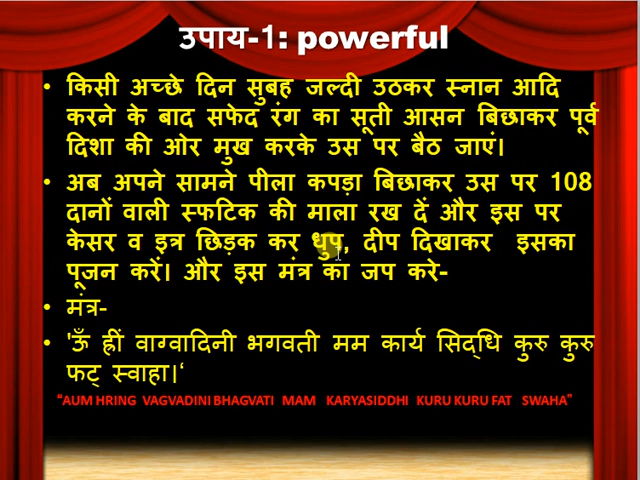 उपाय-1: powerful
• किसी अच्छे दिन सुबह जल्दी उठकर स्नान आदि
करने के बाद सफेद रंग का सूती आसन बिछाकर पूर्व
दिशा की ओर मुख करके उस पर बैठ जाएं।
• अब अपने सामने पीला कपड़ा बिछाकर उस पर 108
दानों वाली स्फटिक की माला रख दें और इस पर
केसर व इत्र छिड़क कर धुप, दीप दिखाकर इसका
पूजन करें। और इस मंत्र का जप करे-
• मंत्र-
• 'ऊँ ह्रीं वाग्वादिनी भगवती मम कार्य सिद्धि कुरु कुरु
फट् स्वाहा।‘
“AUM HRING VAGVADINI BHAGVATI MAM KARYASIDDHI KURU KURU FAT SWAHA”